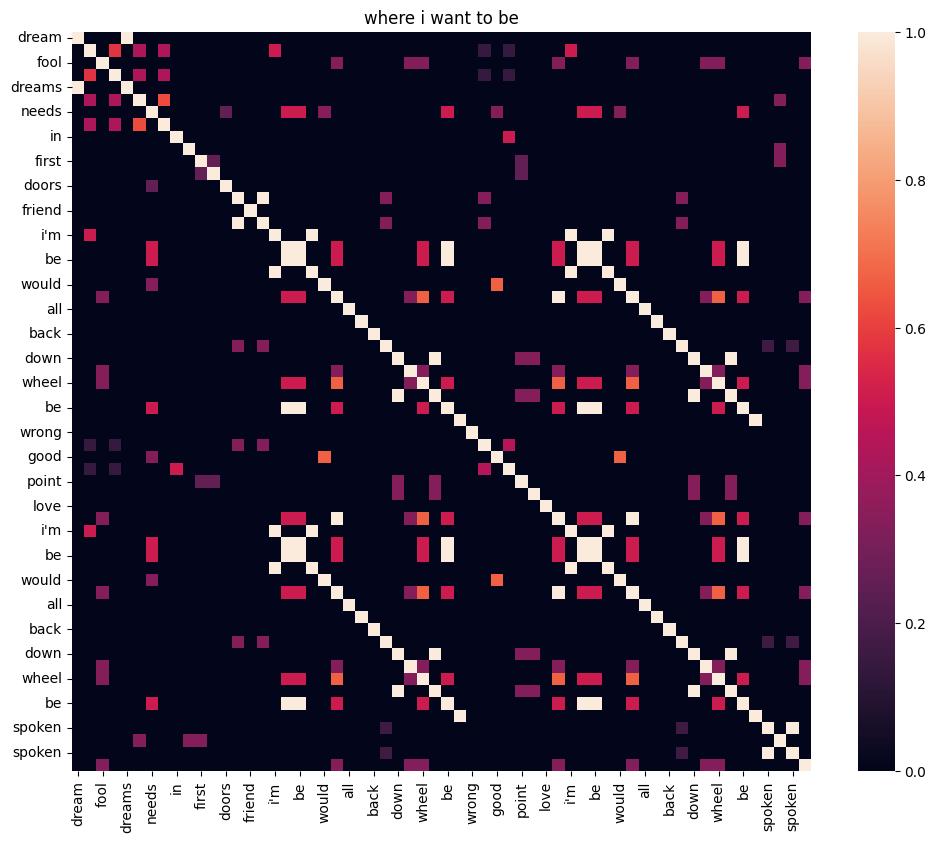 where i want to be
dream
fool
dreams
needs
in
first
doors
friend
i'm
be
would
all
back
down
wheel
be
wrong
good
point
love
i'm
be
would
all
back
down
wheel
be
spoken
spoken
1.0
0.8
0.6
0.4
0.2
0.0
dream
fool
dreams
needs
in
first
doors
friend
i'm
be
would
all
back
down
wheel
be
wrong
good
point
love
i'm
be
would
all
back
down
wheel
be
spoken
spoken